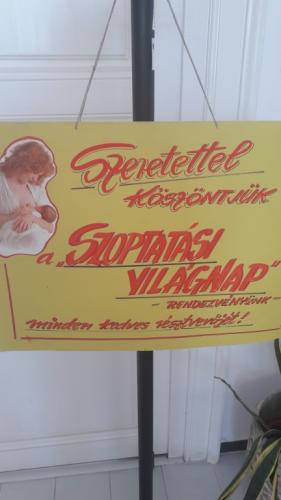 Szeretettel
KÖSZÖNTJÜK
a „SZOPTATÁSI
VILÁGNAP"
- RENDEZVÉNYÜNK -
minden kedves résztvevőjét!